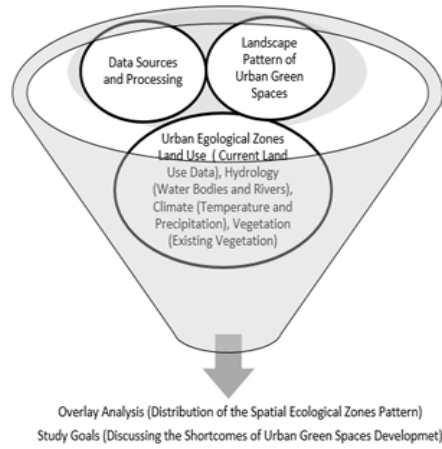 Data Sources
and Processing
Landscape
Pattern of
Urban Green
Spaces
Urban Egological Zones
Land Use ( Current Land
Use Data), Hydrology
(Water Bodies and Rivers),
Climate (Temperature and
Precipitation), Vegetation
(Existing Vegetation)
Overlay Analysis (Distribution of the Spatial Ecological Zones Pattern)
Study Goals (Discussing the Shortcomes of Urban Green Spaces Developmet)